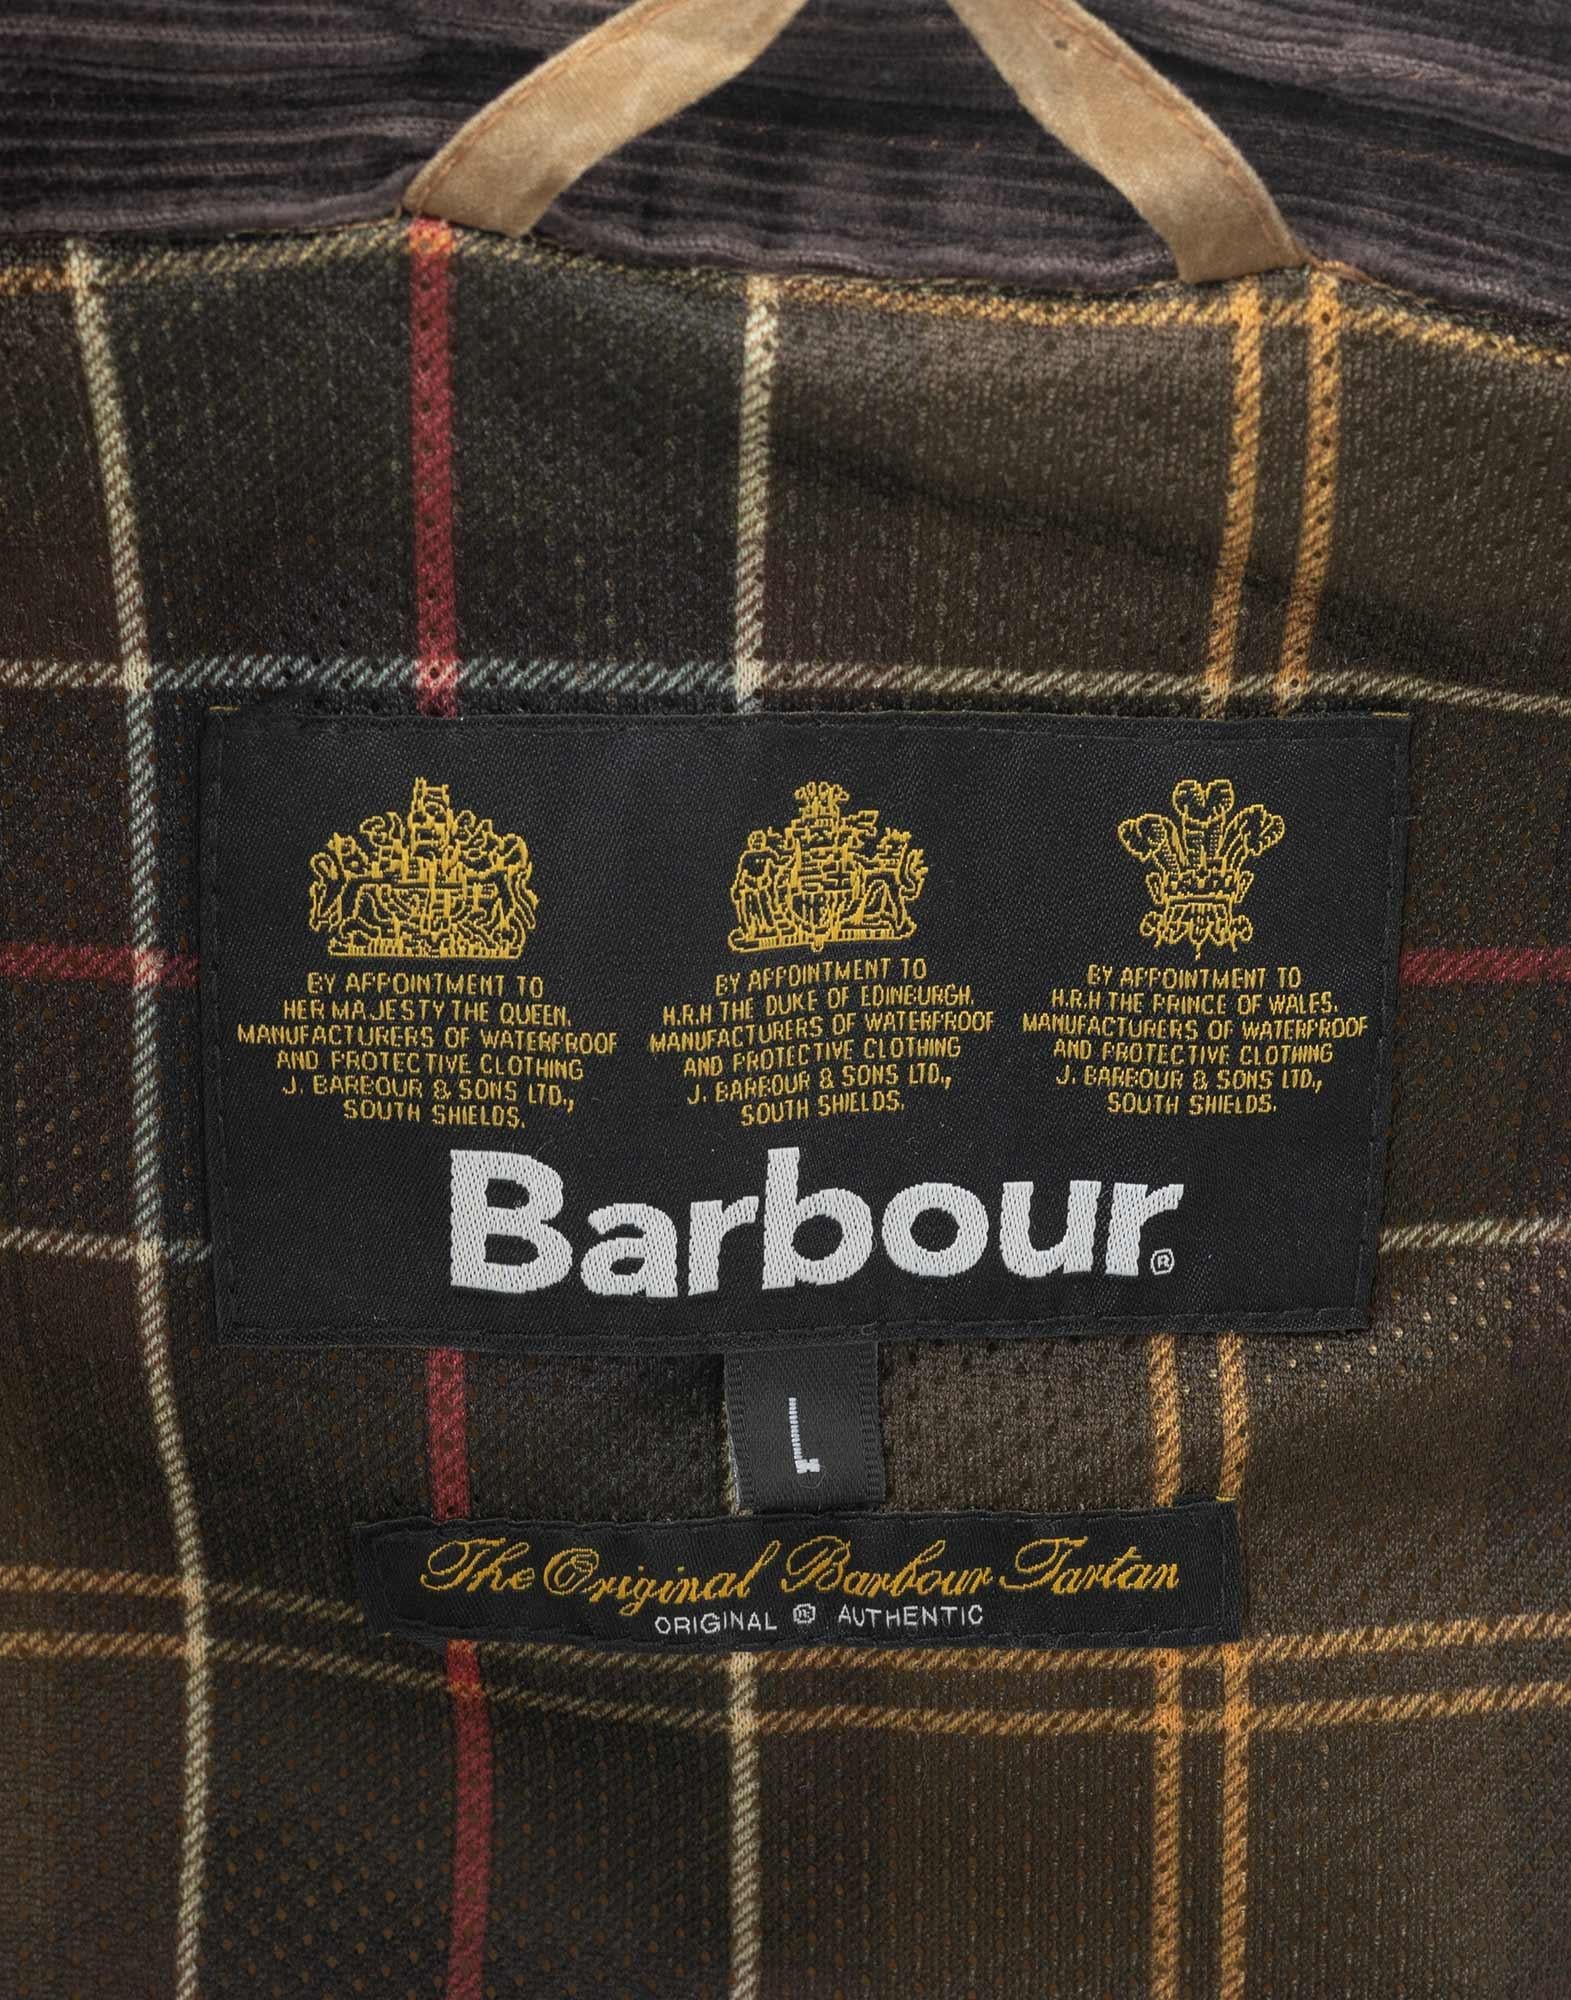 BY APPOINTMENT TO
HER MAJESTY THE QUEEN.
MANUFACTURERS OF WATERPROOF
AND PROTECTIVE CLOTHING
J. BARBOUR & SONS LTD.,
SOUTH SHIELDS.
BY APPOINTMENT TO
H.R.H THE DUKE OF EDINBURGH.
MANUFACTURERS OF WATERPROOF
AND PROTECTIVE CLOTHING
J. BARBOUR & SONS LTD.,
SOUTH SHIELDS.
BY APPOINTMENT TO
H.R.H THE PRINCE OF WALES.
MANUFACTURERS OF WATERPROOF
AND PROTECTIVE CLOTHING
J. BARBOUR & SONS LTD.,
SOUTH SHIELDS.
Barbour®
L
The Original Barbour Tartan
ORIGINAL ® AUTHENTIC